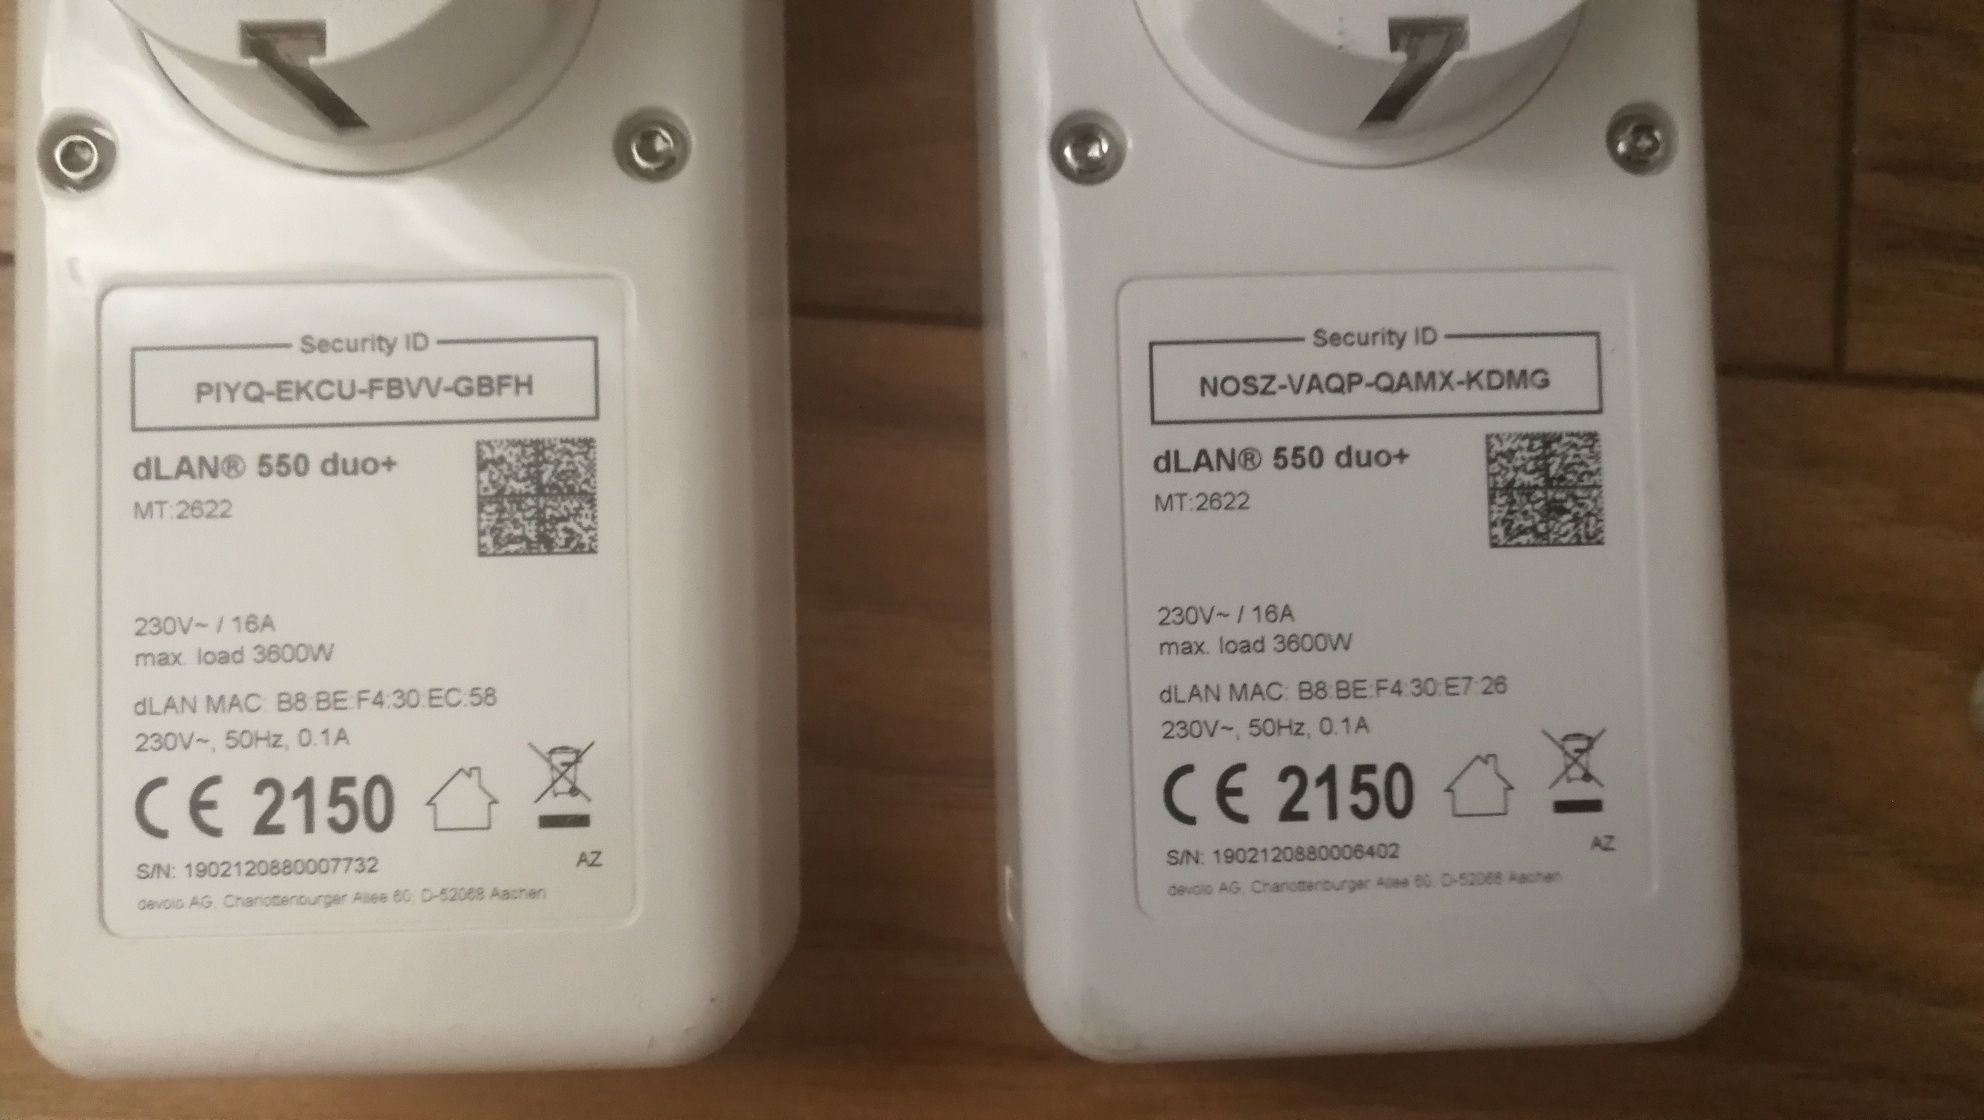 Security ID
PIYQ-EKCU-FBVV-GBFH
dLAN® 550 duo+
MT:2622
230V~ / 16A
max. load 3600W
dLAN MAC: B8:BE:F4:30:EC:58
230V~, 50Hz, 0.1A
CE 2150
AZ
S/N: 1902120880007732
devolo AG, Charlottenburger Allee 60, D-52068 Aachen
Security ID
NOSZ-VAQP-QAMX-KDMG
dLAN® 550 duo+
MT:2622
230V~ / 16A
max. load 3600W
dLAN MAC: B8:BE:F4:30:E7:26
230V~, 50Hz, 0.1A
CE 2150
AZ
S/N: 1902120880006402
devolo AG, Charlottenburger Allee 60, D-52068 Aachen